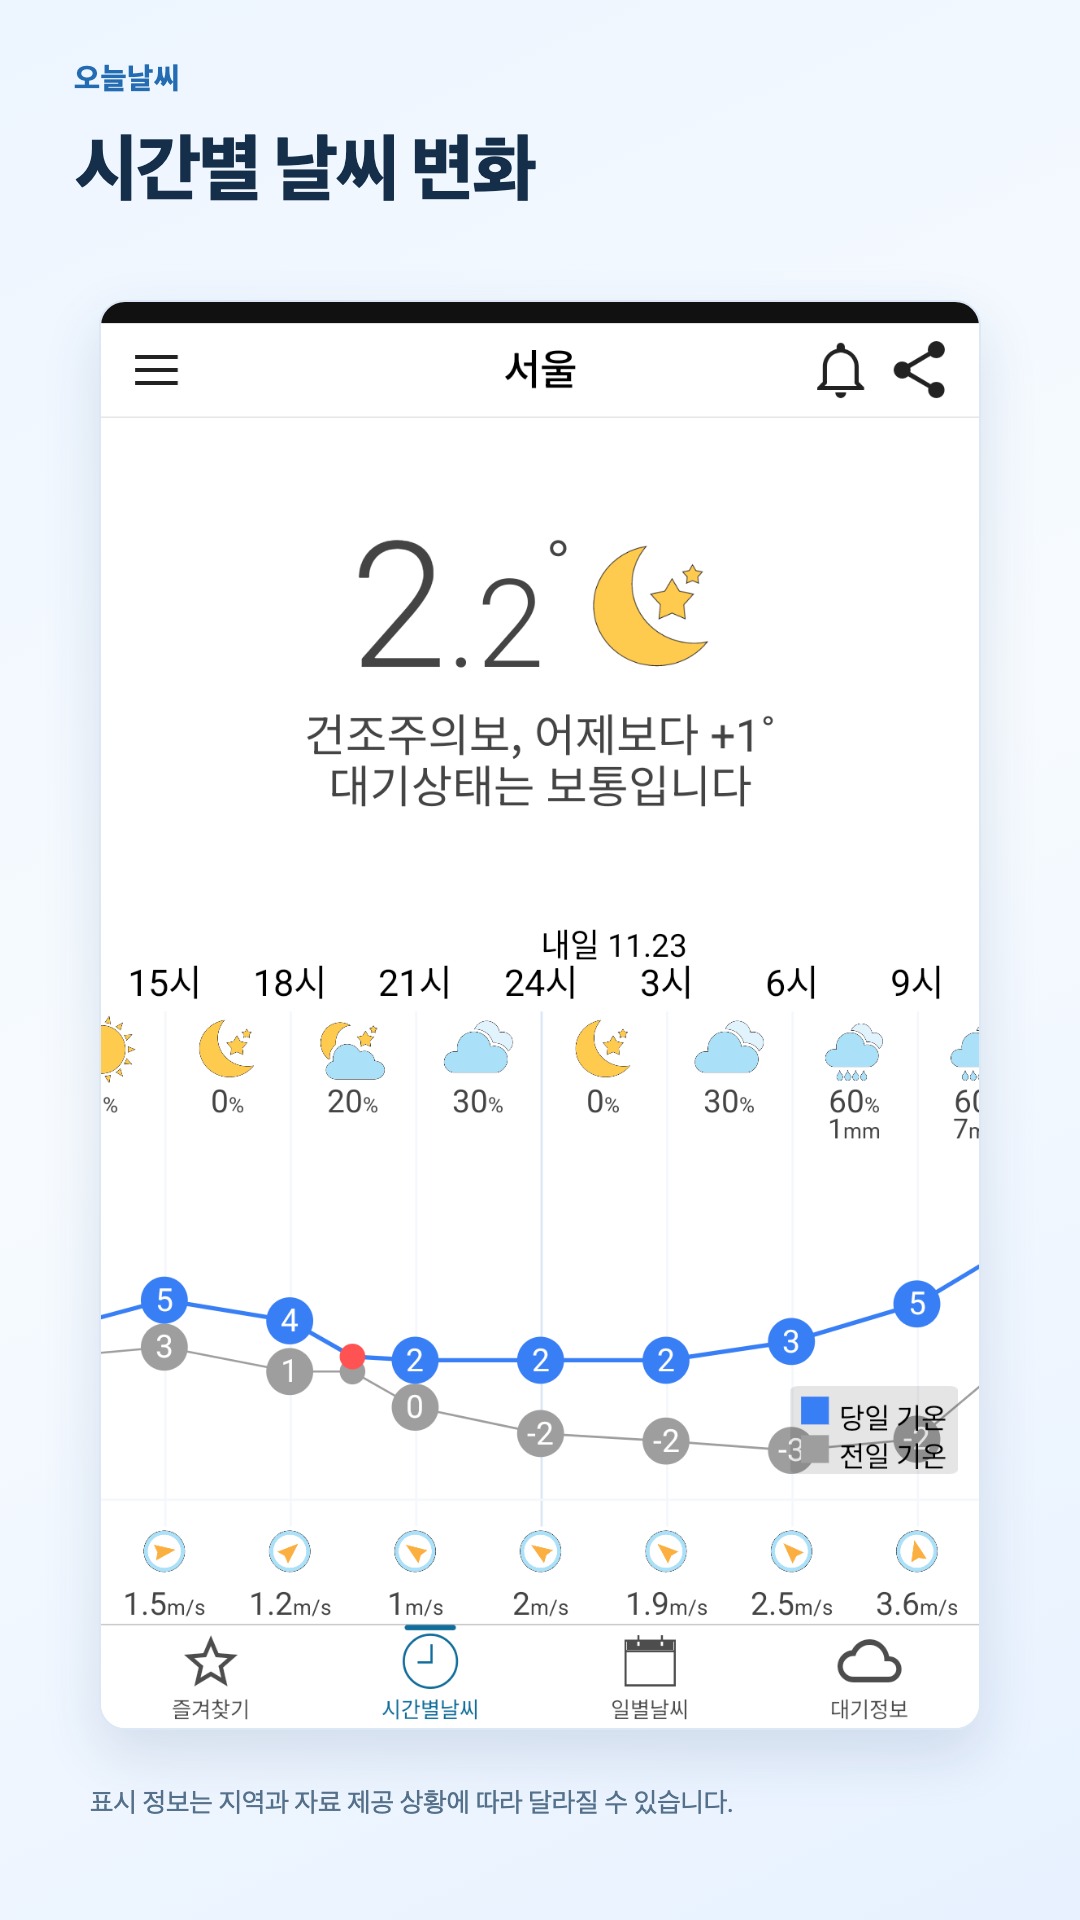 오늘날씨
시간별 날씨 변화
서울
2.2°
건조주의보, 어제보다 +1°
대기상태는 보통입니다
내일 11.23
15시 18시 21시 24시 3시 6시 9시
% 0% 20% 30% 0% 30% 60% 60
1mm 7m
5 4 2 2 2 3 5
3 1 0 -2 -2 -3 -2
당일 기온
전일 기온
1.5m/s 1.2m/s 1m/s 2m/s 1.9m/s 2.5m/s 3.6m/s
즐겨찾기 시간별날씨 일별날씨 대기정보
표시 정보는 지역과 자료 제공 상황에 따라 달라질 수 있습니다.